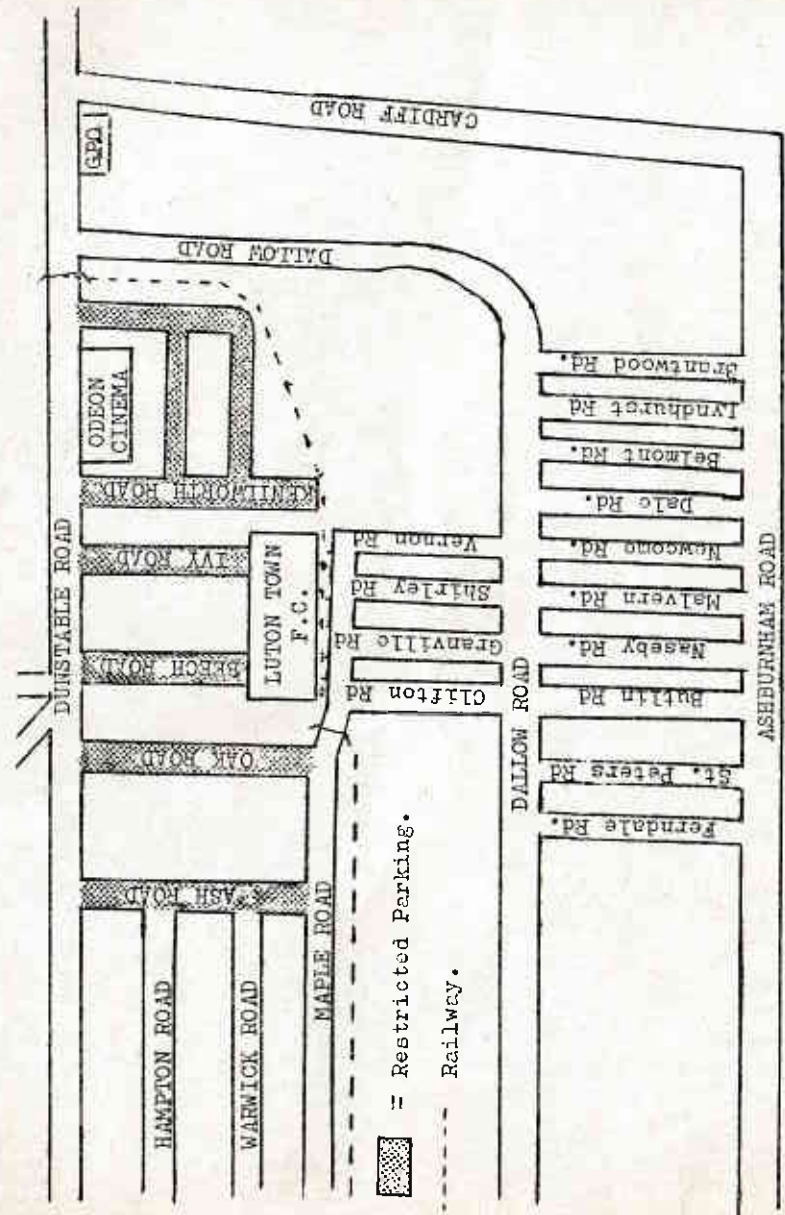 DUNSTABLE ROAD
GPO
CARDIFF ROAD
DALLOW ROAD
ODEON
CINEMA
KENILWORTH ROAD
IVY ROAD
BEECH ROAD
OAK ROAD
ASH ROAD
LUTON TOWN
F.C.
HAMPTON ROAD
WARWICK ROAD
MAPLE ROAD
Vernon Rd
Shirley Rd
Granville Rd
Clifton Rd
= Restricted Parking.
Railway.
DALLOW ROAD
Brantwood Rd.
Lyndhurst Rd
Belmont Rd.
Dale Rd.
Newcome Rd.
Malvern Rd.
Naseby Rd.
Butlin Rd
St. Peters Rd
Ferndale Rd.
ASHBURNHAM ROAD